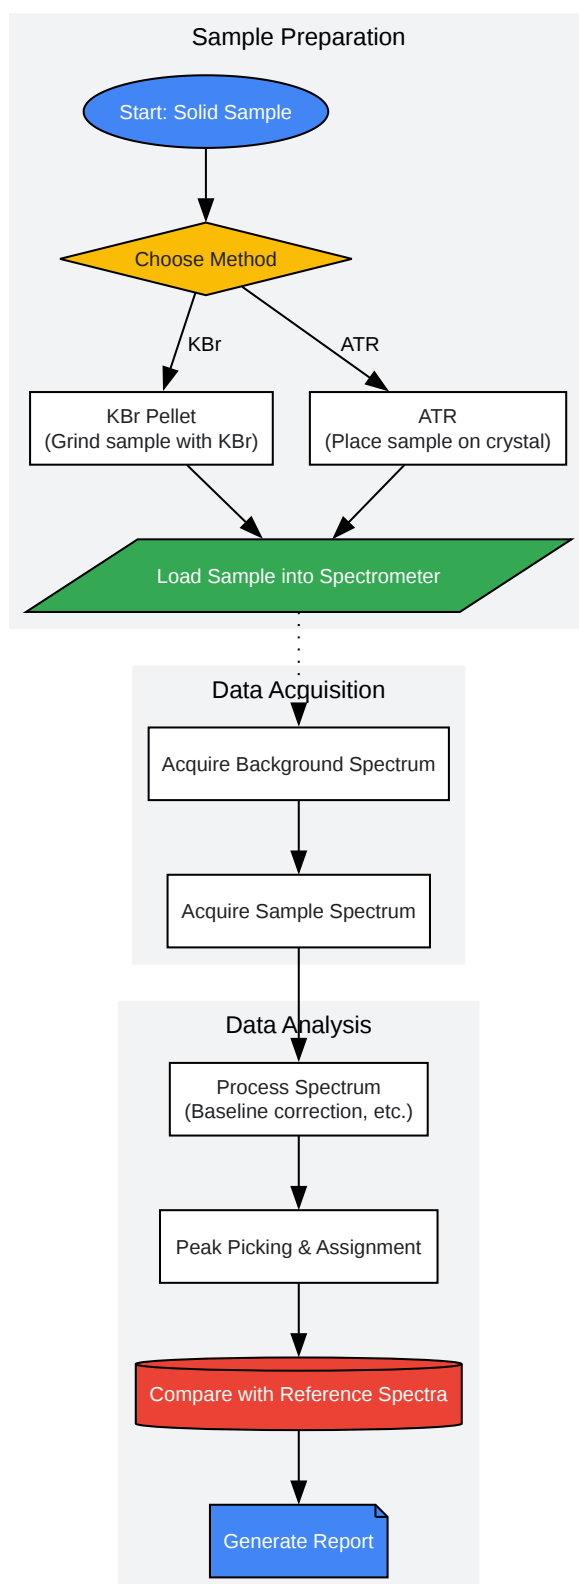 Sample Preparation
Start: Solid Sample
Choose Method
KBr
ATR
KBr Pellet
(Grind sample with KBr)
ATR
(Place sample on crystal)
Load Sample into Spectrometer
Data Acquisition
Acquire Background Spectrum
Acquire Sample Spectrum
Data Analysis
Process Spectrum
(Baseline correction, etc.)
Peak Picking & Assignment
Compare with Reference Spectra
Generate Report